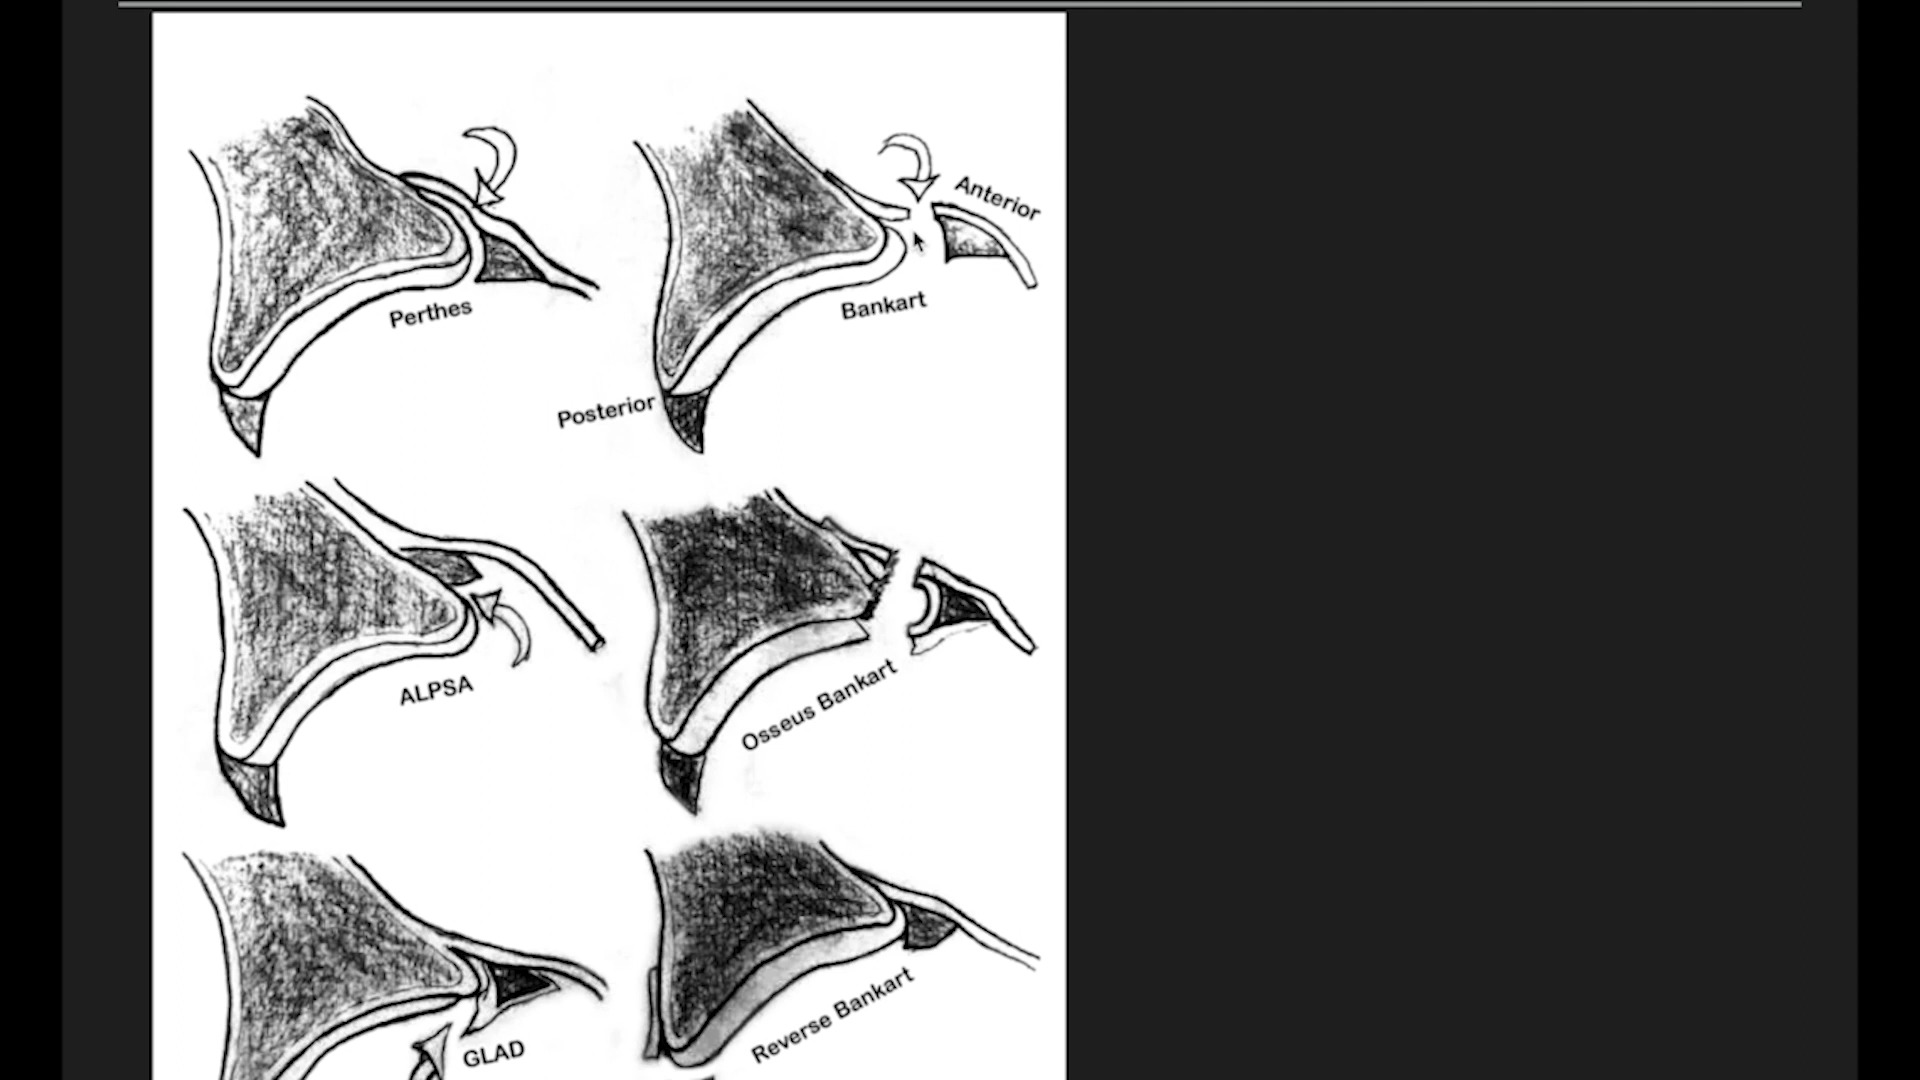 Anterior
Perthes
Bankart
Posterior
ALPSA
Osseus Bankart
GLAD
Reverse Bankart